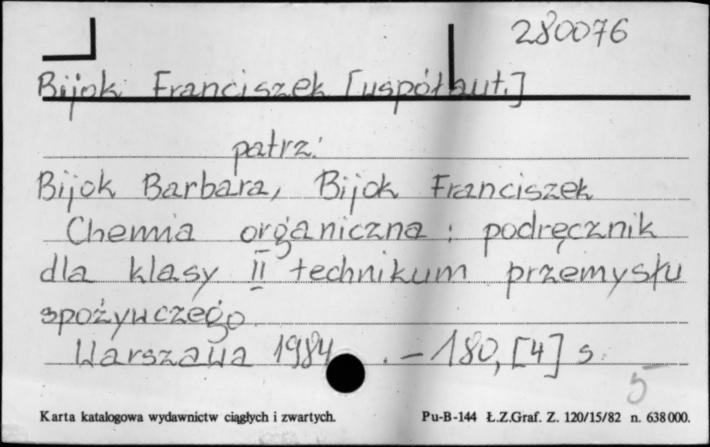 280076
Bijok Franciszek [współaut.]
patrz:
Bijok Barbara, Bijok Franciszek
Chemia organiczna : podręcznik
dla klasy II technikum przemysłu
spożywczego
Warszawa 1984 . – 180, [4] s.
5
Karta katalogowa wydawnictw ciągłych i zwartych. Pu-B-144 Ł.Z.Graf. Z. 120/15/82 n. 638000.